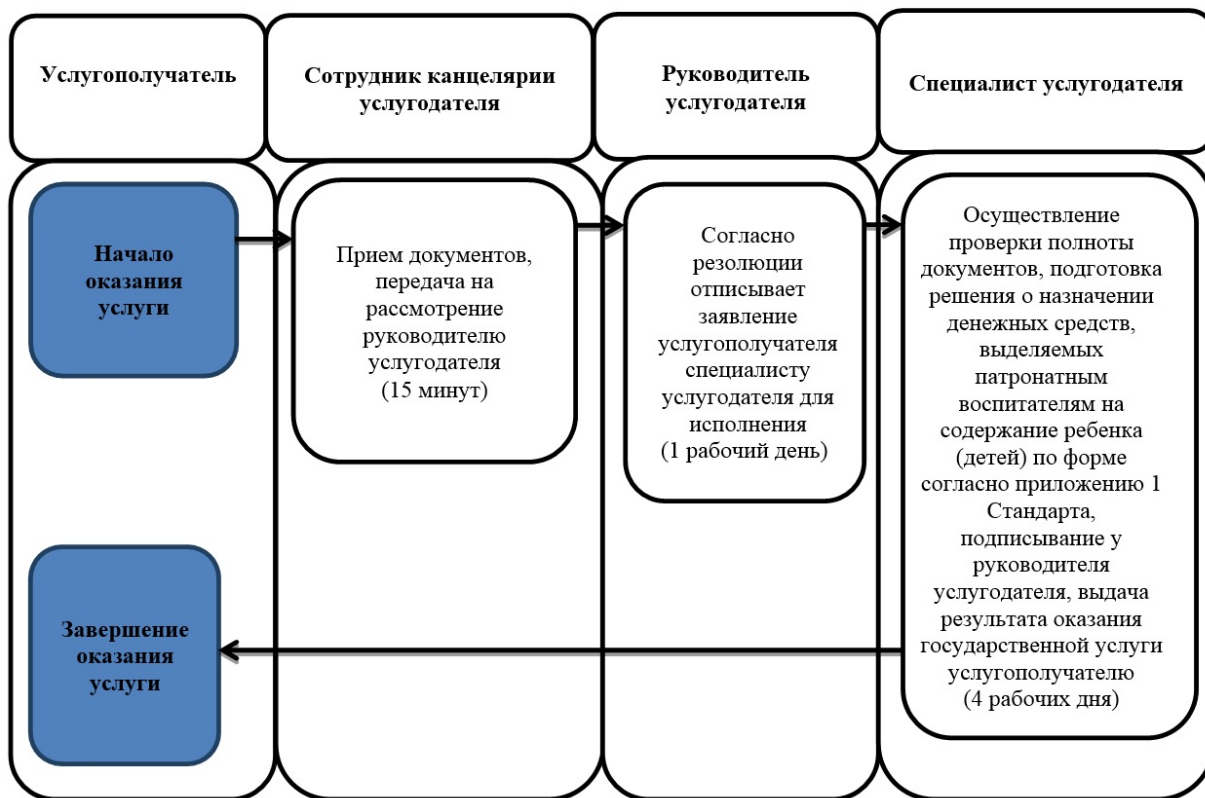 Услугополучатель
Сотрудник канцелярии
услугодателя
Руководитель
услугодателя
Специалист услугодателя
Начало
оказания
услуги
Прием документов,
передача на
рассмотрение
руководителю
услугодателя
(15 минут)
Согласно
резолюции
отписывает
заявление
услугополучателя
специалисту
услугодателя для
исполнения
(1 рабочий день)
Осуществление
проверки полноты
документов, подготовка
решения о назначении
денежных средств,
выделяемых
патронатным
воспитателям на
содержание ребенка
(детей) по форме
согласно приложению 1
Стандарта,
подписывание у
руководителя
услугодателя, выдача
результата оказания
государственной услуги
услугополучателю
(4 рабочих дня)
Завершение
оказания
услуги